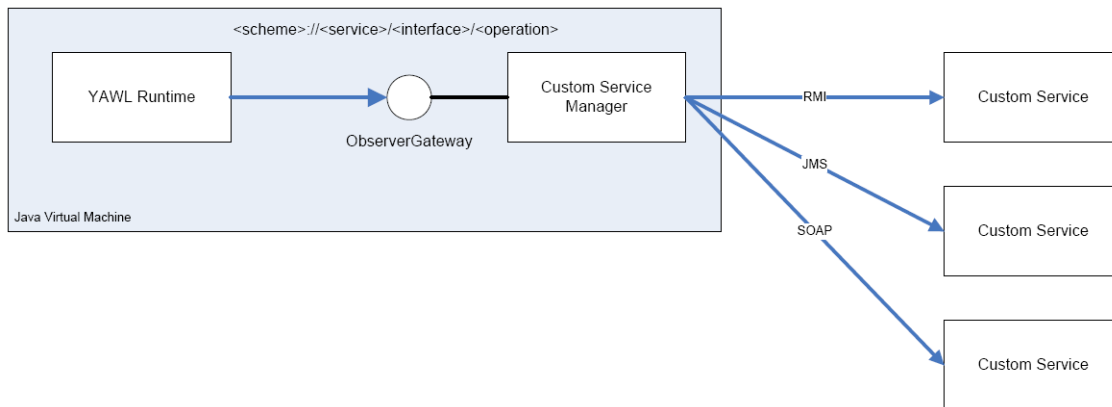 <scheme>://<service>/<interface>/<operation>
YAWL Runtime
ObserverGateway
Custom Service
Manager
Java Virtual Machine
RMI
JMS
SOAP
Custom Service
Custom Service
Custom Service